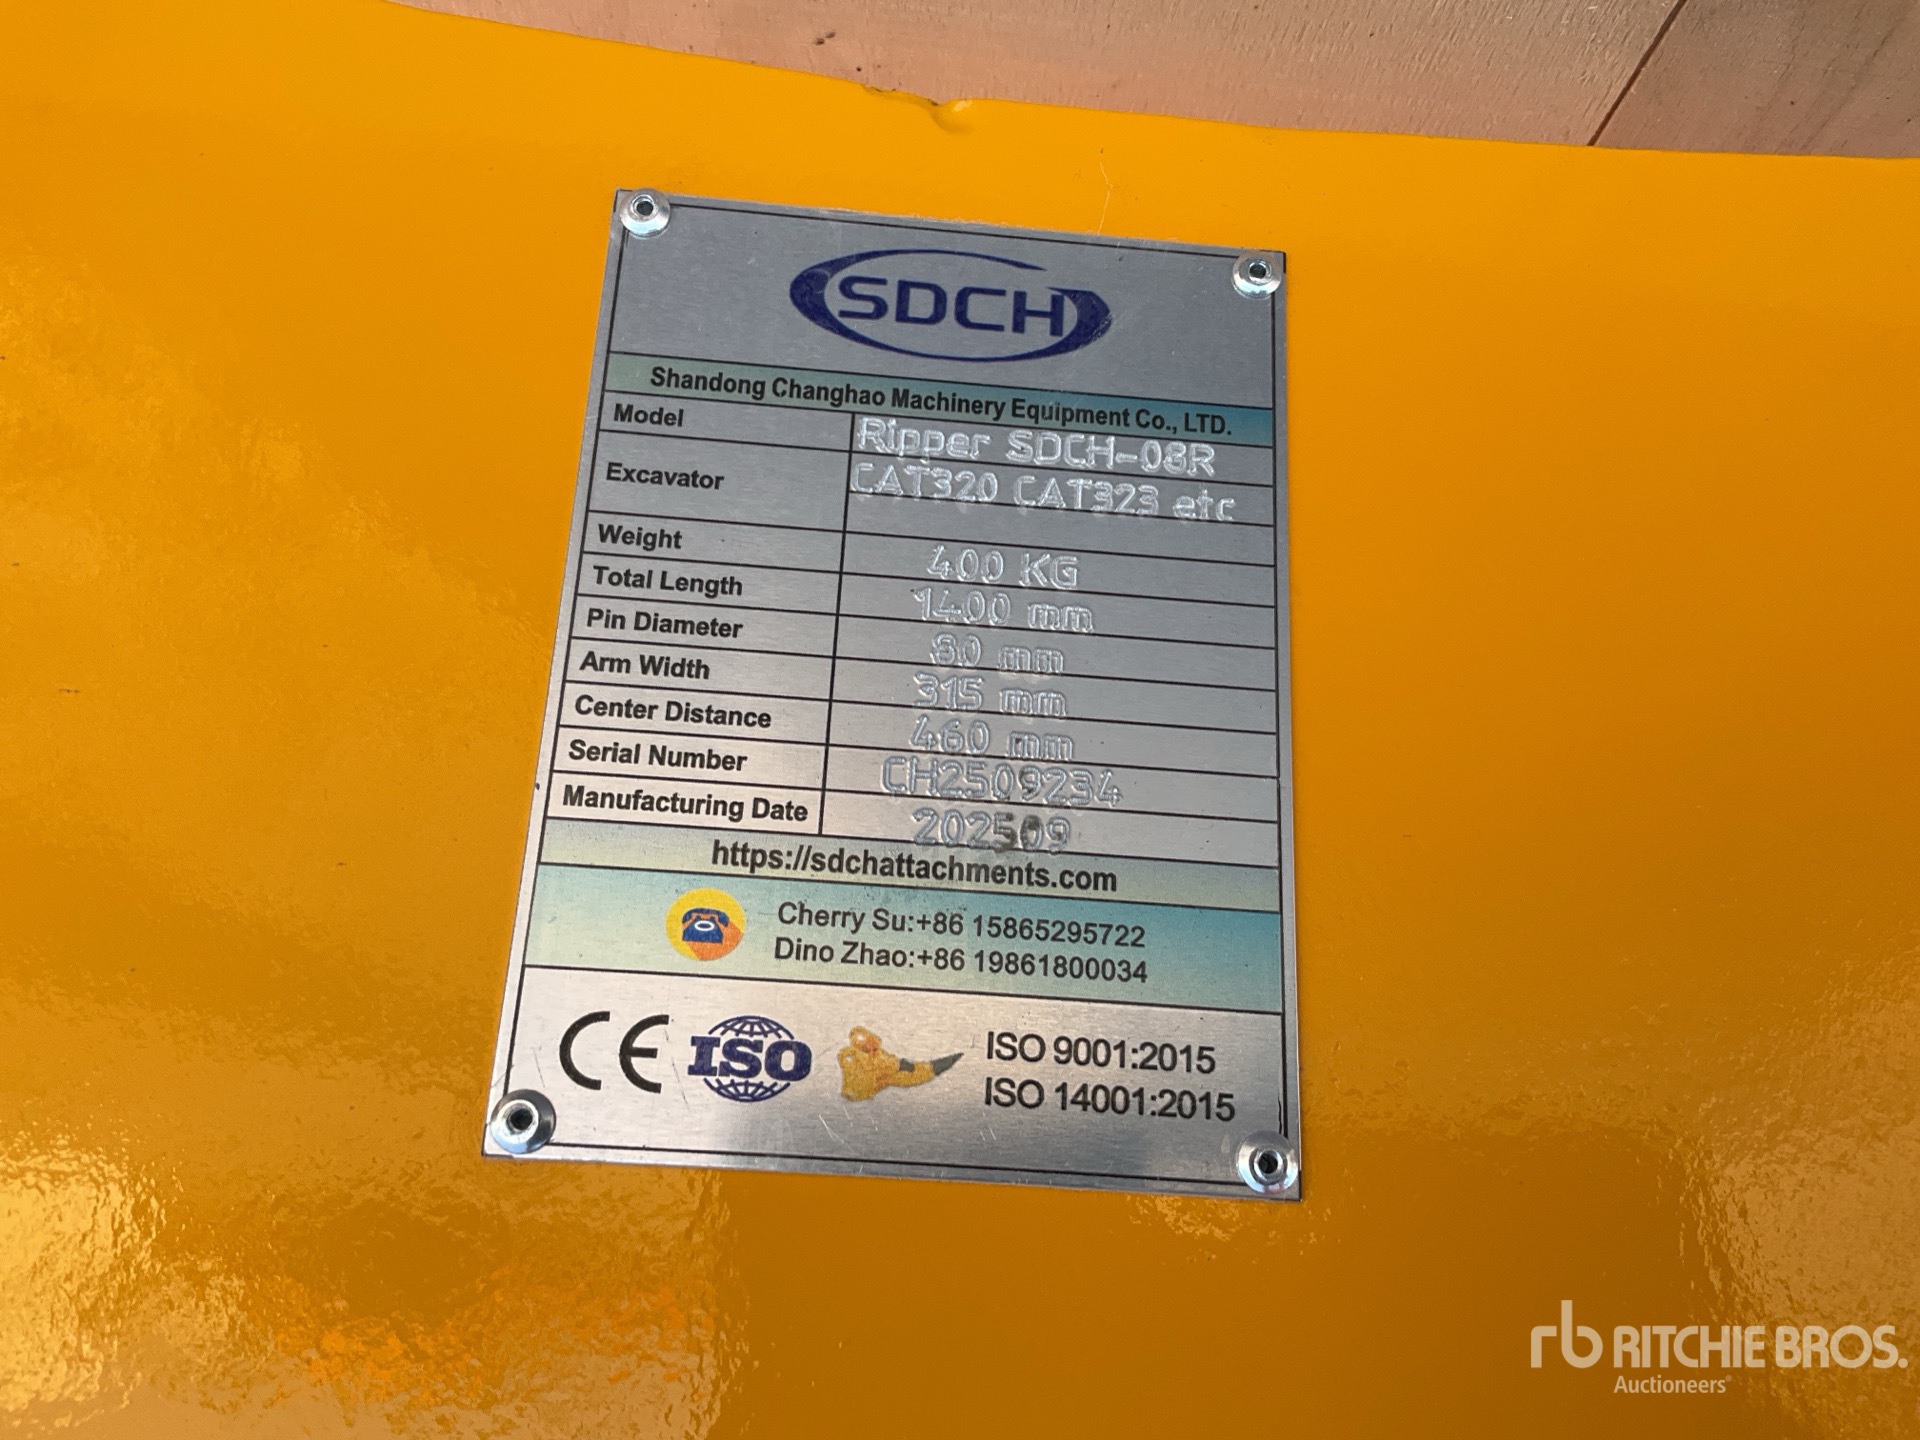 SDCH
Shandong Changhao Machinery Equipment Co., LTD.
Model Ripper SDCH-08R
Excavator CAT320 CAT323 etc
Weight 400 KG
Total Length 1400 mm
Pin Diameter 80 mm
Arm Width 315 mm
Center Distance 460 mm
Serial Number CH2509234
Manufacturing Date 202509
https://sdchattachments.com
Cherry Su:+86 15865295722
Dino Zhao:+86 19861800034
CE ISO ISO 9001:2015
ISO 14001:2015
rb RITCHIE BROS.
Auctioneers